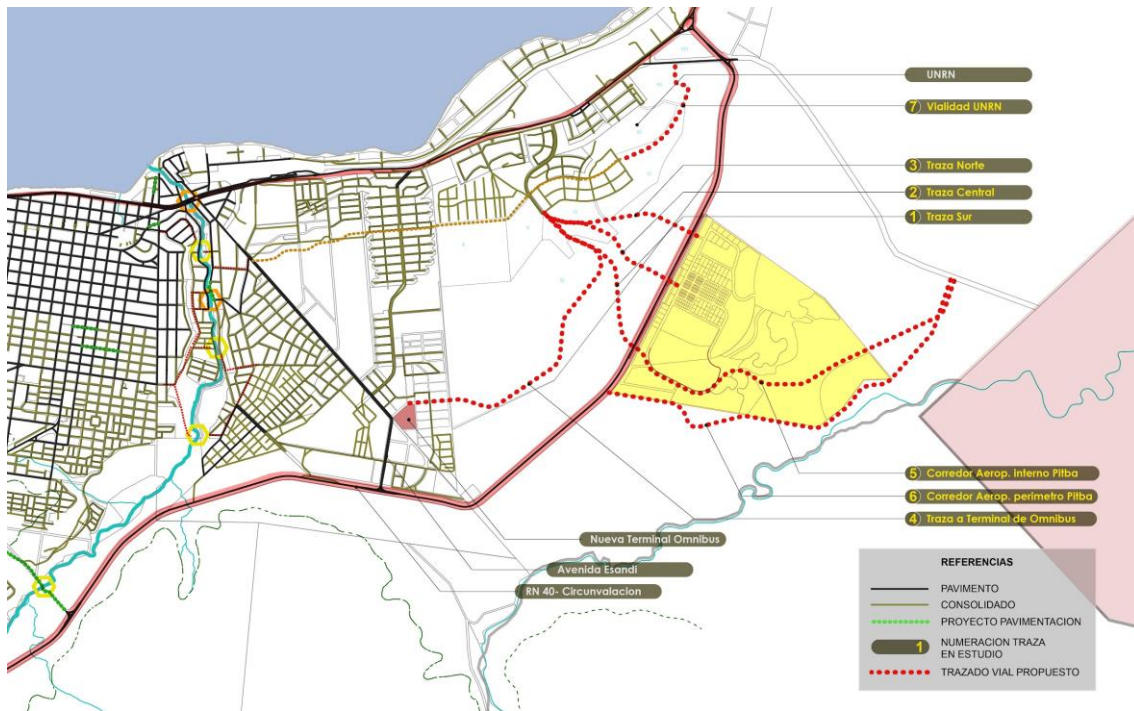 UNRN
7 Vialidad UNRN
3 Traza Norte
2 Traza Central
1 Traza Sur
5 Corredor Aerop. interno Pitba
6 Corredor Aerop. perimetro Pitba
4 Traza a Terminal de Omnibus
Nueva Terminal Omnibus
Avenida Esandi
RN 40- Circunvalacion
REFERENCIAS
PAVIMENTO
CONSOLIDADO
PROYECTO PAVIMENTACION
1 NUMERACION TRAZA
EN ESTUDIO
TRAZADO VIAL PROPUESTO